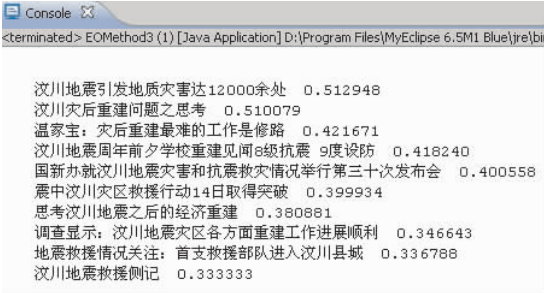 Console
<terminated> EOMethod3 (1) [Java Application] D:\Program Files\MyEclipse 6.5M1 Blue\jre\bi
汶川地震引发地质灾害达12000余处 0.512948
汶川灾后重建问题之思考 0.510079
温家宝：灾后重建最难的工作是修路 0.421671
汶川地震周年前夕学校重建见闻8级抗震 9度设防 0.418240
国新办就汶川地震灾害和抗震救灾情况举行第三十次发布会 0.400558
震中汶川灾区救援行动14日取得突破 0.399934
思考汶川地震之后的经济重建 0.380881
调查显示：汶川地震灾区各方面重建工作进展顺利 0.346643
地震救援情况关注：首支救援部队进入汶川县城 0.336788
汶川地震救援侧记 0.333333